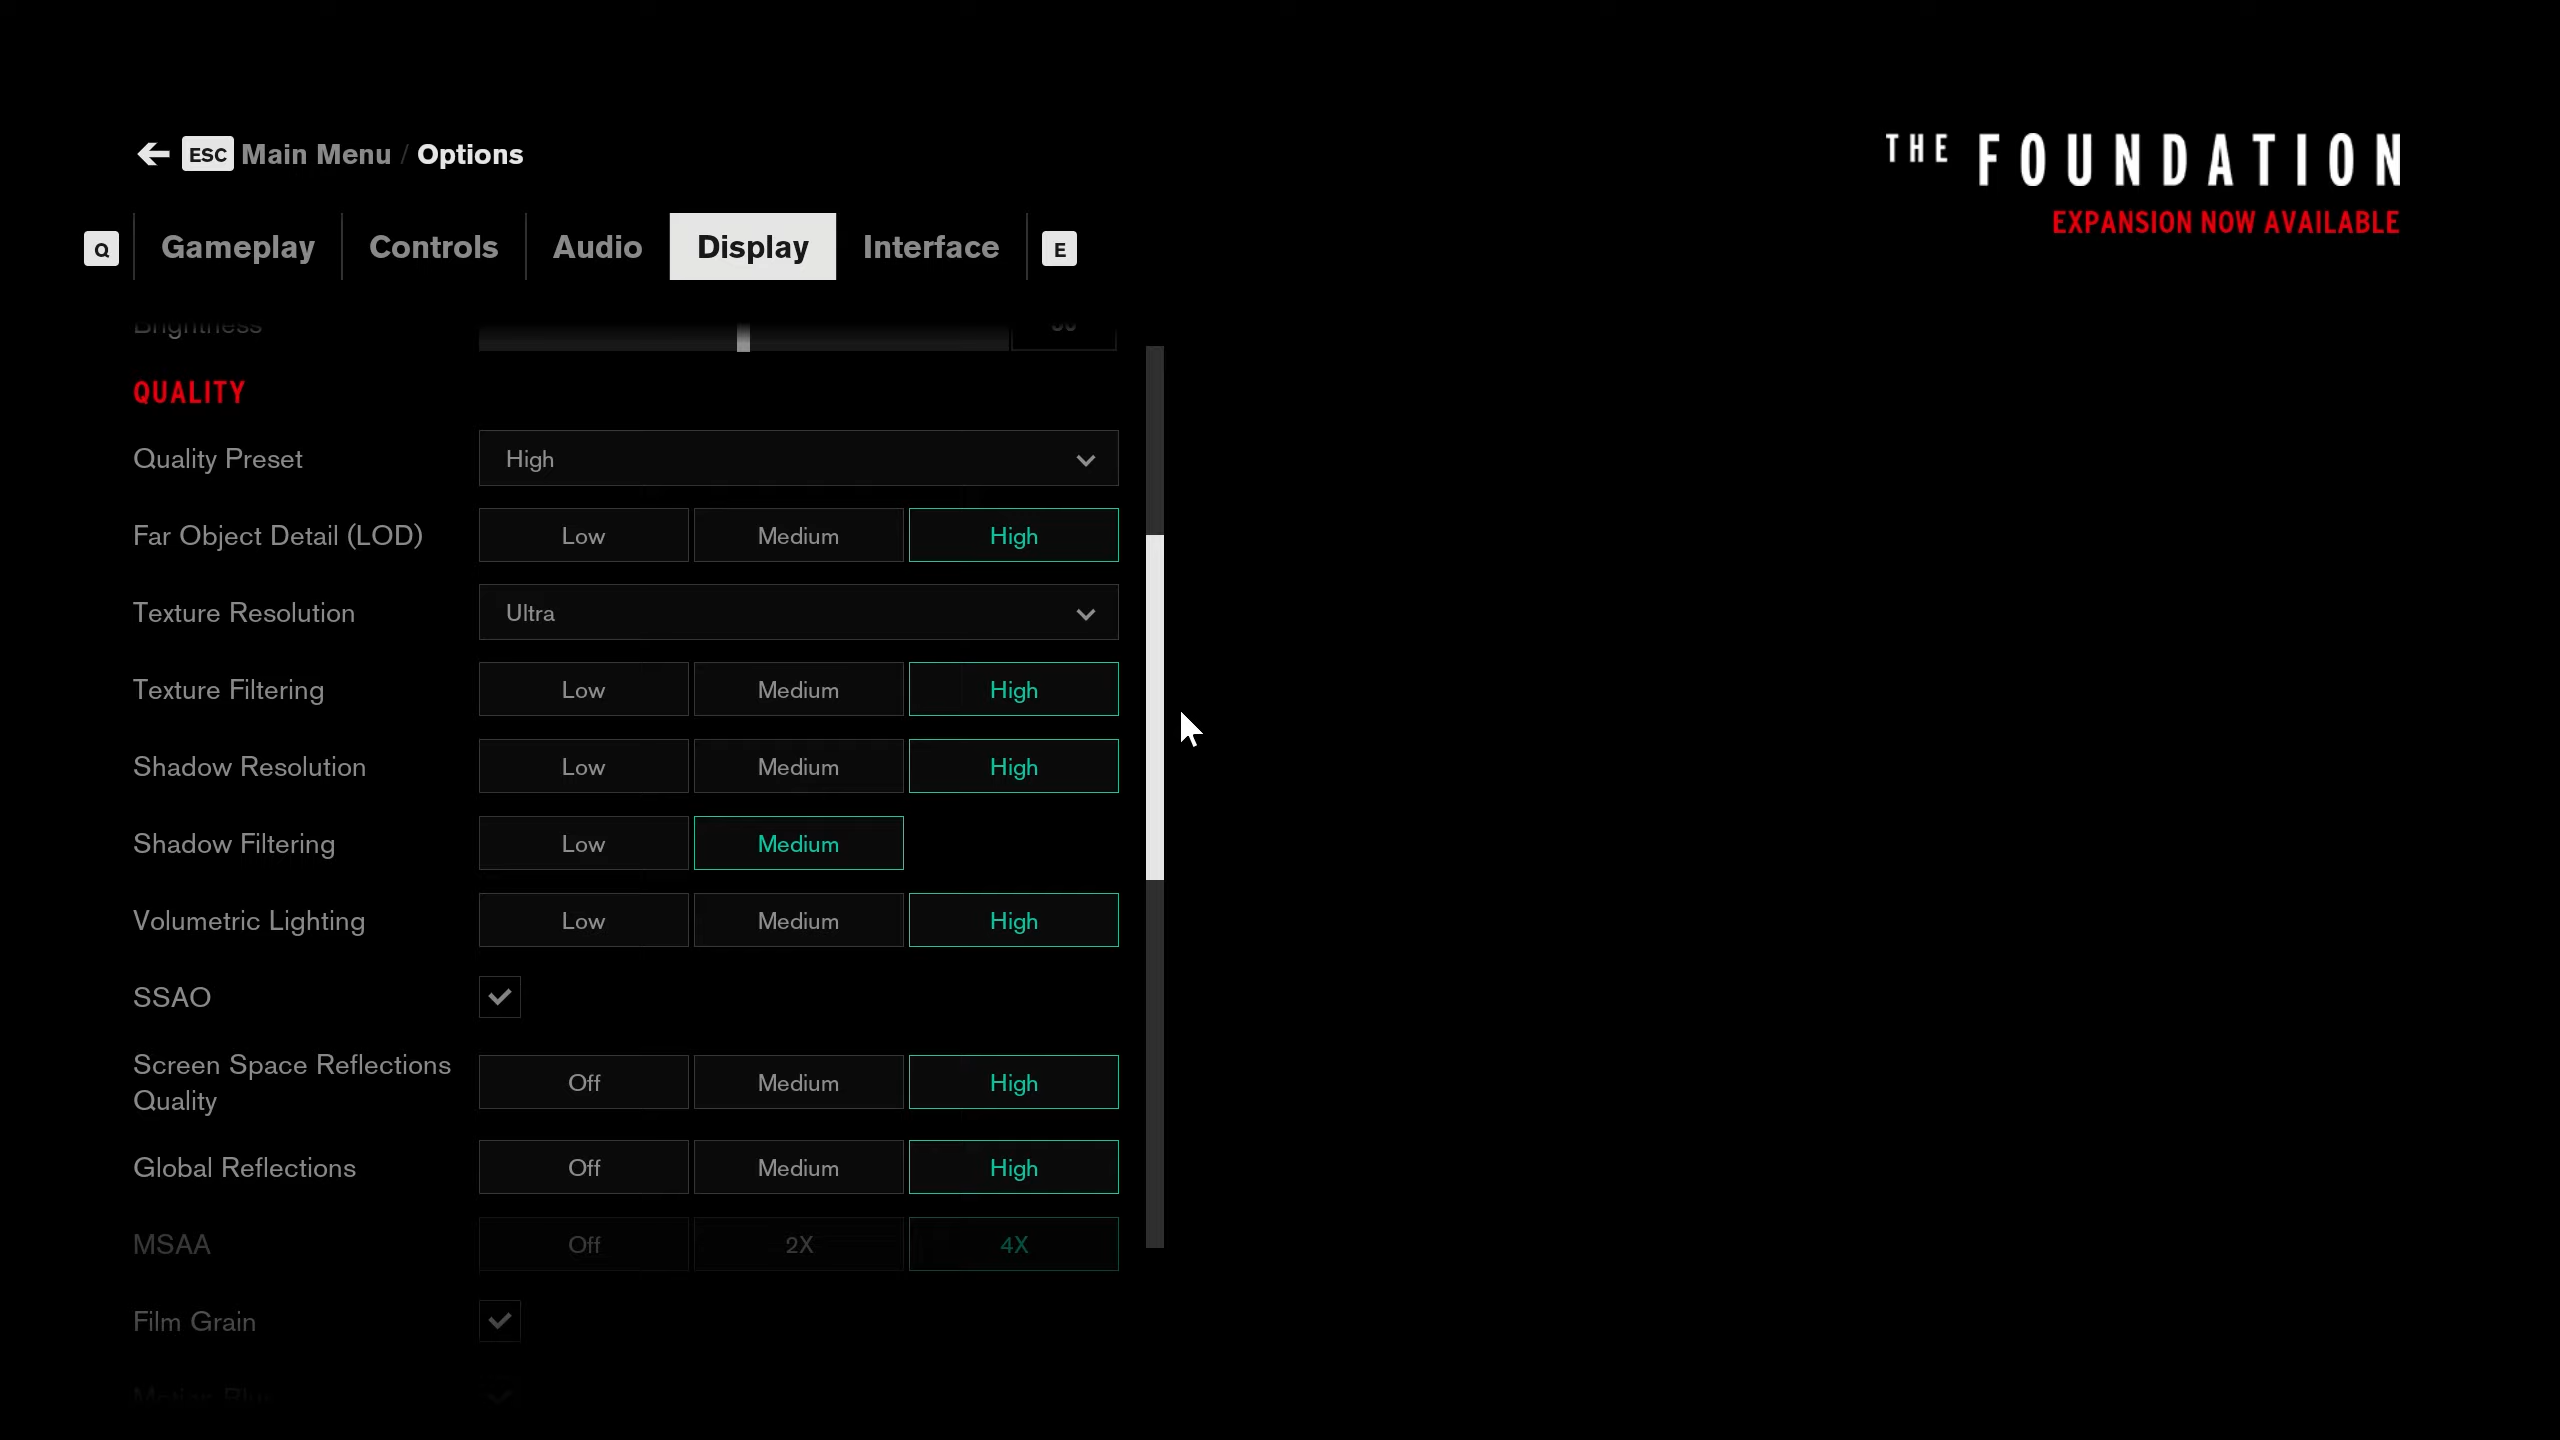 ESC Main Menu / Options
THE FOUNDATION
EXPANSION NOW AVAILABLE
Q Gameplay Controls Audio Display Interface E
Brightness
QUALITY
Quality Preset High
Far Object Detail (LOD) Low Medium High
Texture Resolution Ultra
Texture Filtering Low Medium High
Shadow Resolution Low Medium High
Shadow Filtering Low Medium
Volumetric Lighting Low Medium High
SSAO
Screen Space Reflections
Quality Off Medium High
Global Reflections Off Medium High
MSAA Off 2X 4X
Film Grain
Motion Blur